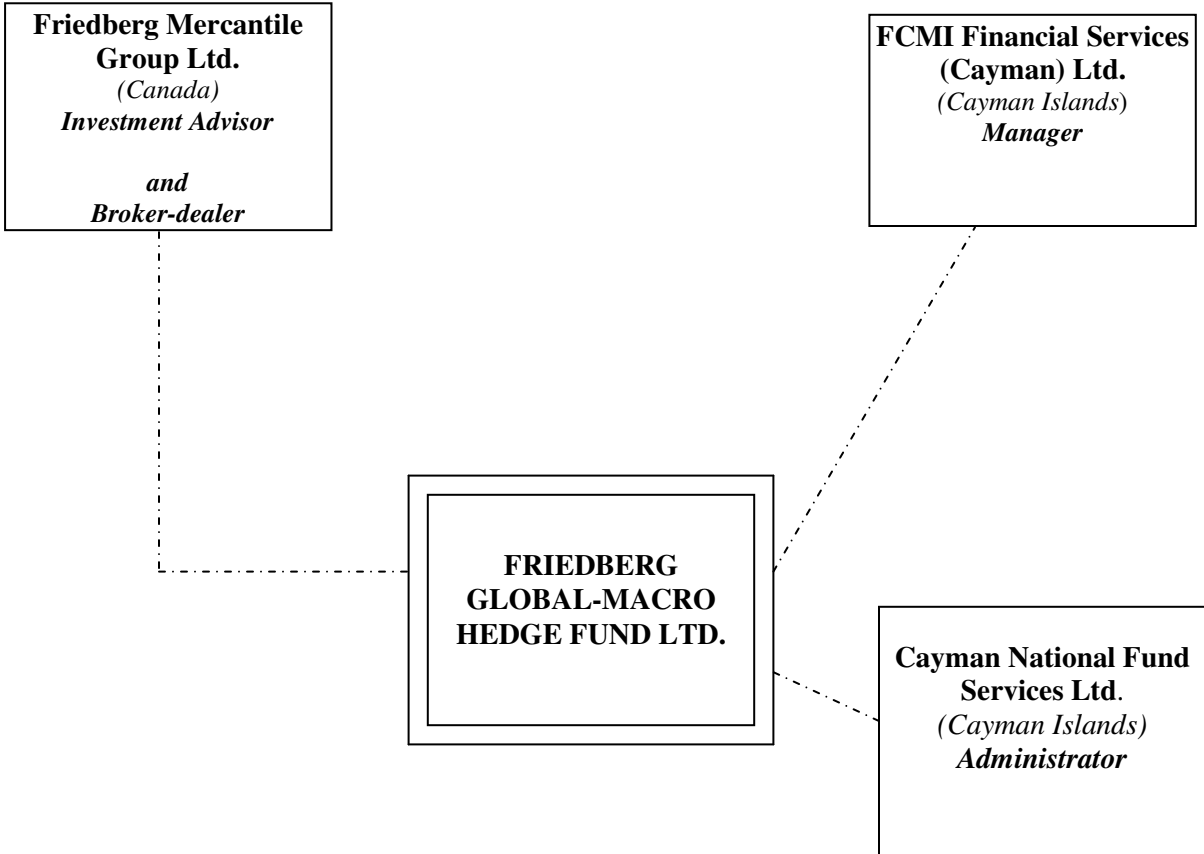 Friedberg Mercantile
Group Ltd.
(Canada)
Investment Advisor
and
Broker-dealer
FCMI Financial Services
(Cayman) Ltd.
(Cayman Islands)
Manager
FRIEDBERG
GLOBAL-MACRO
HEDGE FUND LTD.
Cayman National Fund
Services Ltd.
(Cayman Islands)
Administrator